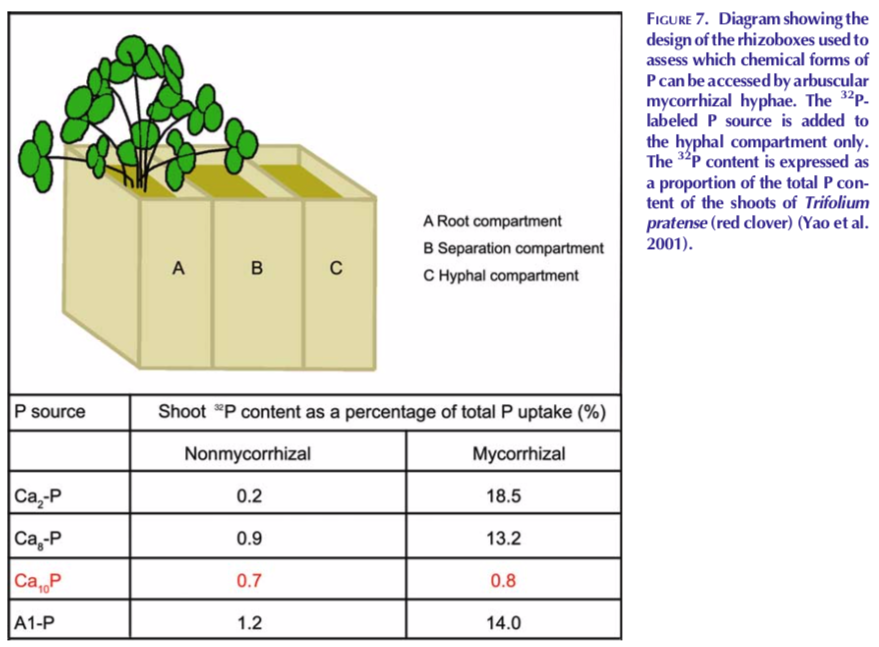 FIGURE 7. Diagram showing the
design of the rhizoboxes used to
assess which chemical forms of
P can be accessed by arbuscular
mycorrhizal hyphae. The ³²P-
labeled P source is added to
the hyphal compartment only.
The ³²P content is expressed as
a proportion of the total P con-
tent of the shoots of Trifolium
pratense (red clover) (Yao et al.
2001).
A Root compartment
B Separation compartment
C Hyphal compartment
A B C
P source Shoot ³²P content as a percentage of total P uptake (%)
Nonmycorrhizal Mycorrhizal
Ca₂-P 0.2 18.5
Ca₈-P 0.9 13.2
Ca₁₀P 0.7 0.8
A1-P 1.2 14.0